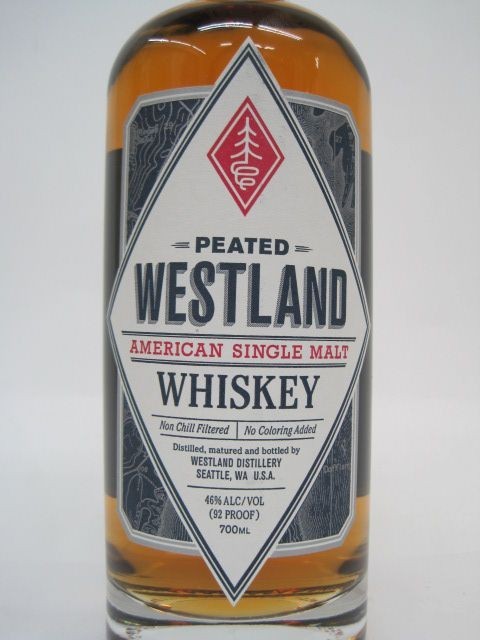 PEATED
WESTLAND
AMERICAN SINGLE MALT
WHISKEY
Non Chill Filtered | No Coloring Added
Distilled, matured and bottled by
WESTLAND DISTILLERY
SEATTLE, WA U.S.A.
46% ALC/VOL
(92 PROOF)
700ML